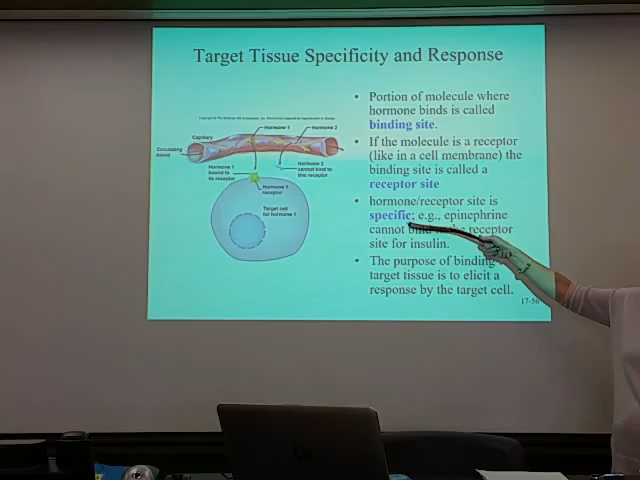 Target Tissue Specificity and Response
Hormone 1
Hormone 2
Capillary
Circulating
blood
Hormone 1
bound to
its receptor
Hormone 2
cannot bind to
this receptor
Hormone 1
receptor
Target cell
for hormone 1
• Portion of molecule where
hormone binds is called
binding site.
• If the molecule is a receptor
(like in a cell membrane) the
binding site is called a
receptor site
• hormone/receptor site is
specific; e.g., epinephrine
cannot bind receptor
site for insulin.
• The purpose of binding
target tissue is to elicit a
response by the target cell.